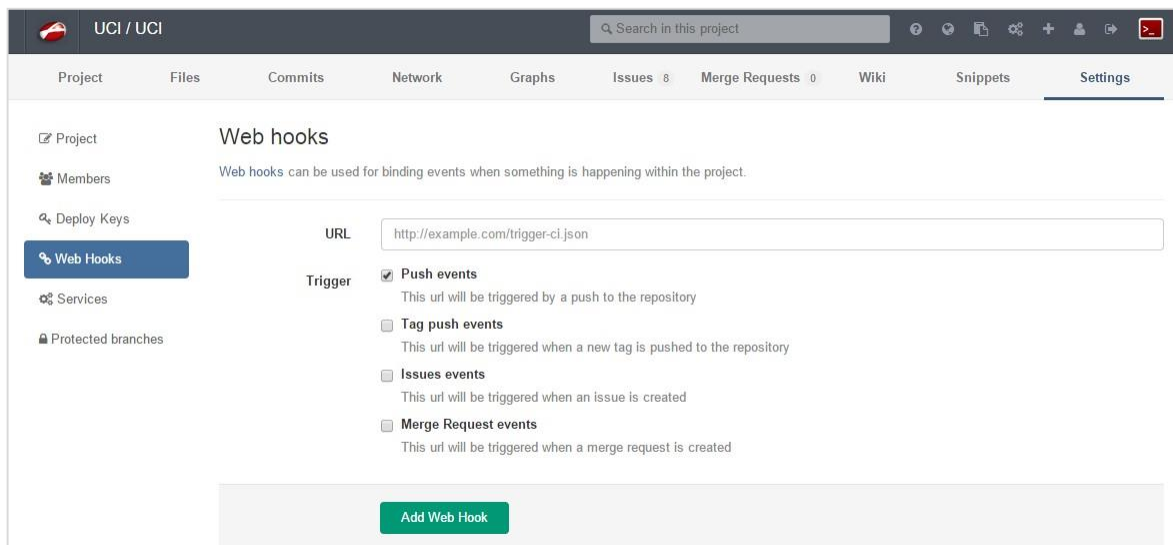 UCI / UCI
Search in this project
>_
Project Files Commits Network Graphs Issues 8 Merge Requests 0 Wiki Snippets Settings
Project
Members
Deploy Keys
Web Hooks
Services
Protected branches
Web hooks
Web hooks can be used for binding events when something is happening within the project.
URL http://example.com/trigger-ci.json
Trigger Push events
This url will be triggered by a push to the repository
Tag push events
This url will be triggered when a new tag is pushed to the repository
Issues events
This url will be triggered when an issue is created
Merge Request events
This url will be triggered when a merge request is created
Add Web Hook